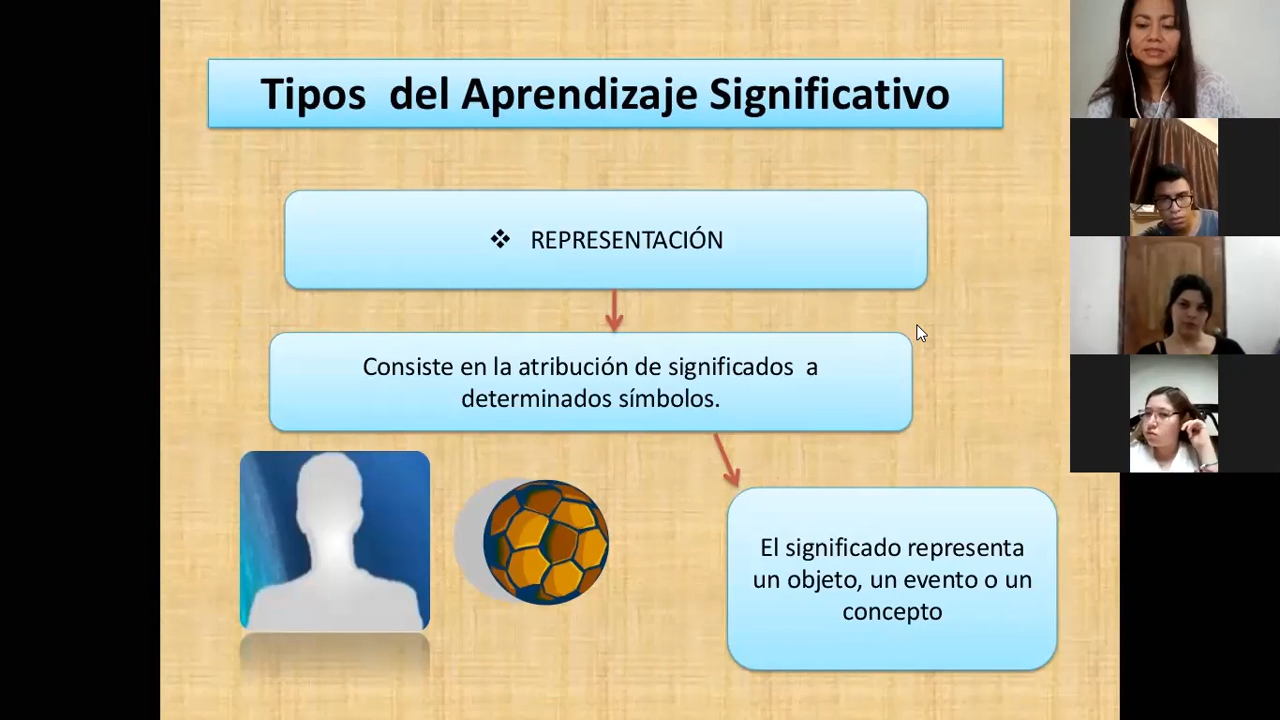 Tipos  del Aprendizaje Significativo
❖ REPRESENTACIÓN
Consiste en la atribución de significados  a
determinados símbolos.
El significado representa
un objeto, un evento o un
concepto